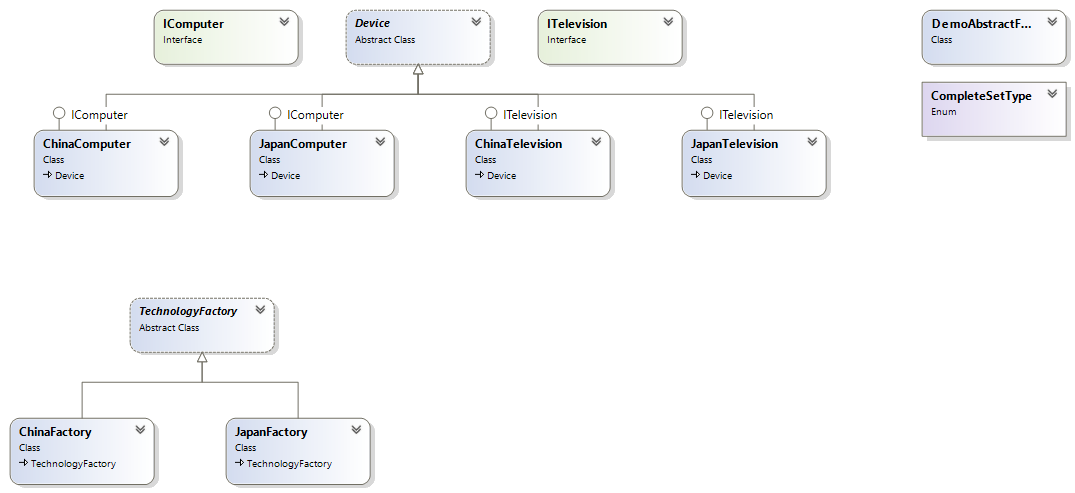 IComputer
Interface
Device
Abstract Class
ITelevision
Interface
DemoAbstractF...
Class
CompleteSetType
Enum
IComputer
IComputer
ITelevision
ITelevision
ChinaComputer
Class
Device
JapanComputer
Class
Device
ChinaTelevision
Class
Device
JapanTelevision
Class
Device
TechnologyFactory
Abstract Class
ChinaFactory
Class
TechnologyFactory
JapanFactory
Class
TechnologyFactory